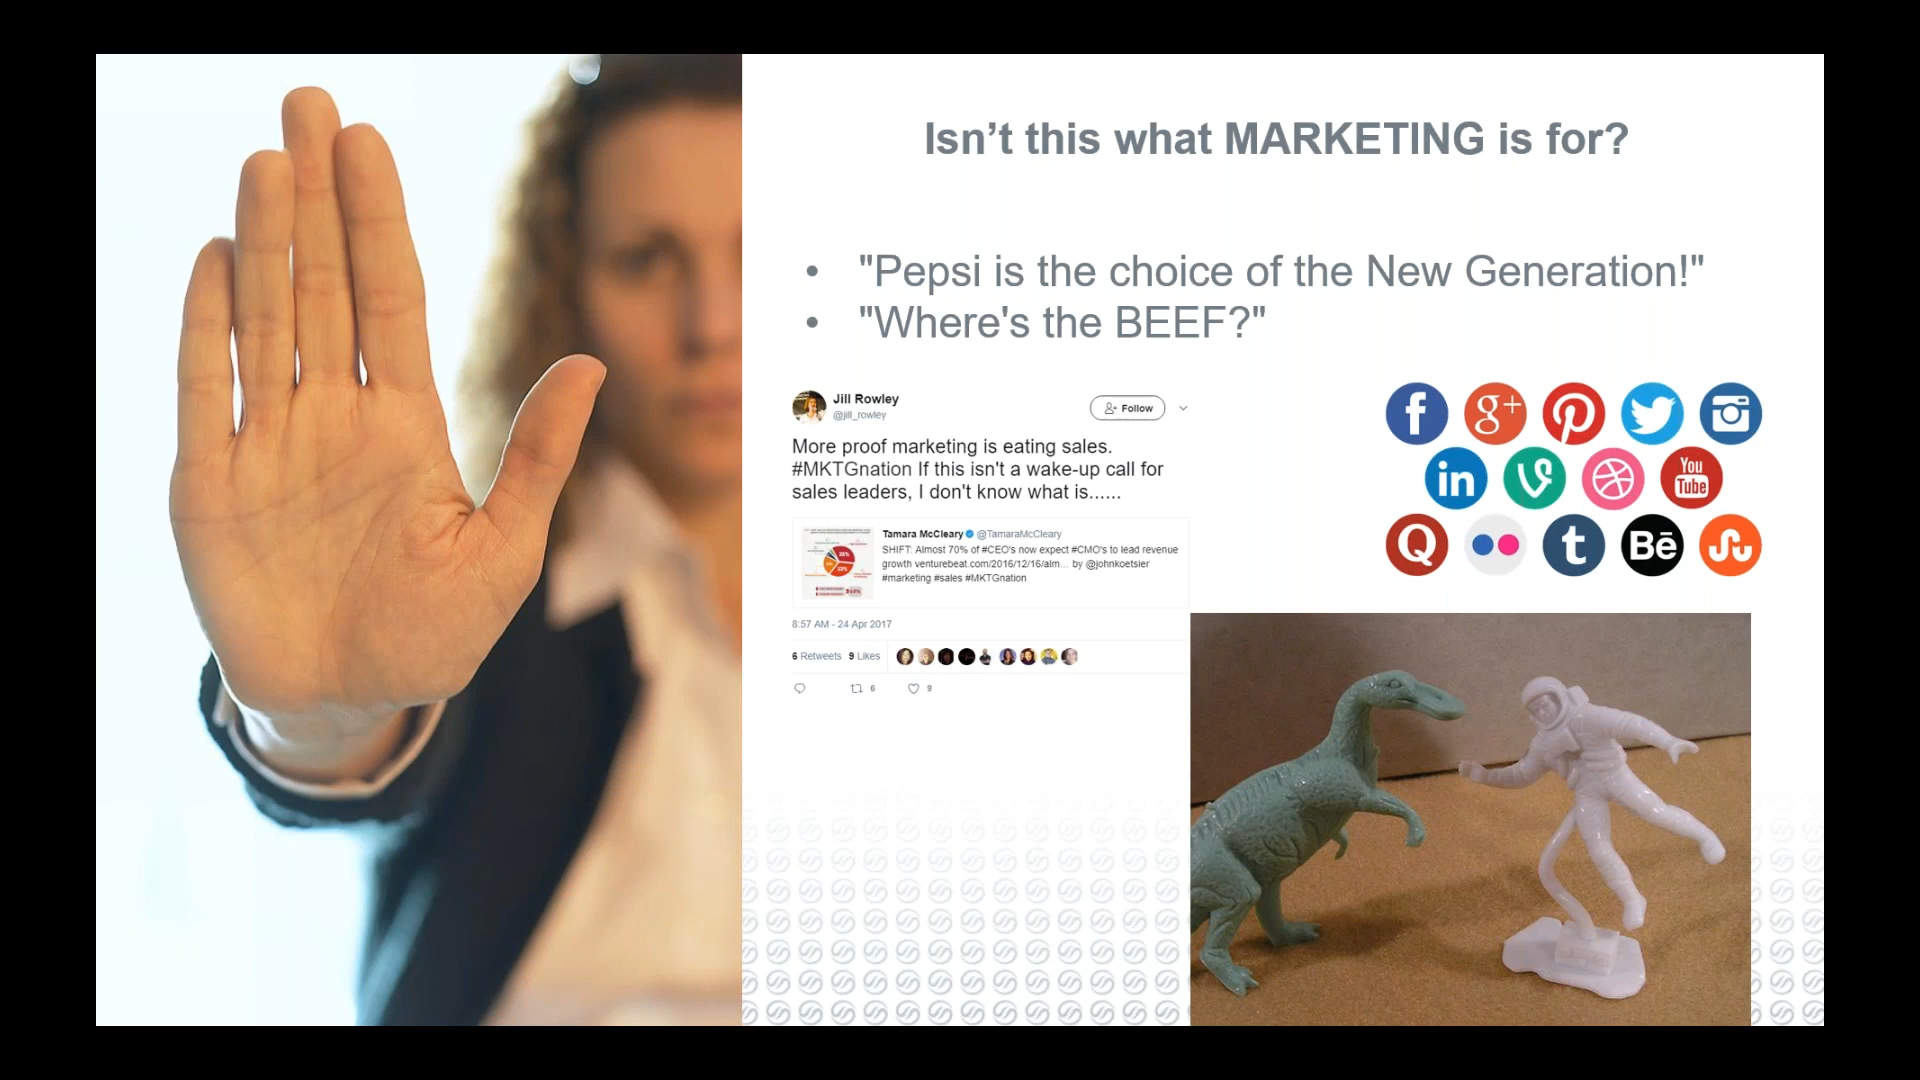 Isn’t this what MARKETING is for?
• "Pepsi is the choice of the New Generation!"
• "Where's the BEEF?"
Jill Rowley
@jill_rowley
Follow
More proof marketing is eating sales.
#MKTGnation If this isn't a wake-up call for
sales leaders, I don't know what is......
Tamara McCleary @TamaraMcCleary
SHIFT: Almost 70% of #CEO's now expect #CMO's to lead revenue
growth venturebeat.com/2016/12/16/alm... by @johnkoetsier
#marketing #sales #MKTGnation
8:57 AM - 24 Apr 2017
6 Retweets 9 Likes
6 9
f g+ in You
Tube
Q t Bē